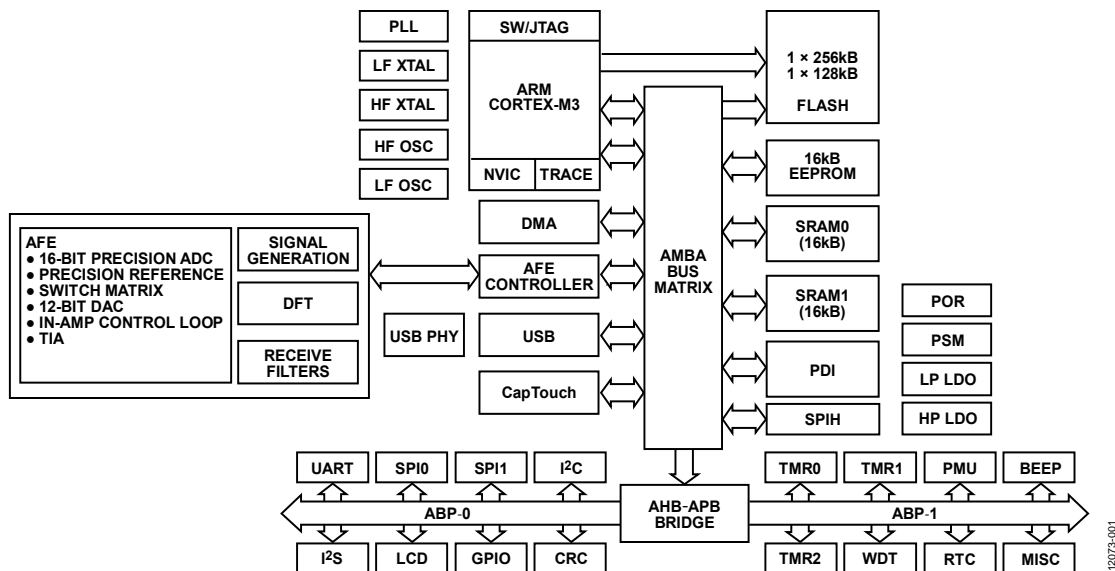 PLL
LF XTAL
HF XTAL
HF OSC
LF OSC
SW/JTAG
ARM
CORTEX-M3
NVIC
TRACE
1 × 256kB
1 × 128kB
FLASH
16kB
EEPROM
SRAM0
(16kB)
SRAM1
(16kB)
PDI
SPIH
POR
PSM
LP LDO
HP LDO
AMBA
BUS
MATRIX
DMA
AFE
CONTROLLER
USB PHY
USB
CapTouch
AFE
● 16-BIT PRECISION ADC
● PRECISION REFERENCE
● SWITCH MATRIX
● 12-BIT DAC
● IN-AMP CONTROL LOOP
● TIA
SIGNAL
GENERATION
DFT
RECEIVE
FILTERS
UART
SPI0
SPI1
I²C
TMR0
TMR1
PMU
BEEP
ABP-0
AHB-APB
BRIDGE
ABP-1
I²S
LCD
GPIO
CRC
TMR2
WDT
RTC
MISC
12073-001